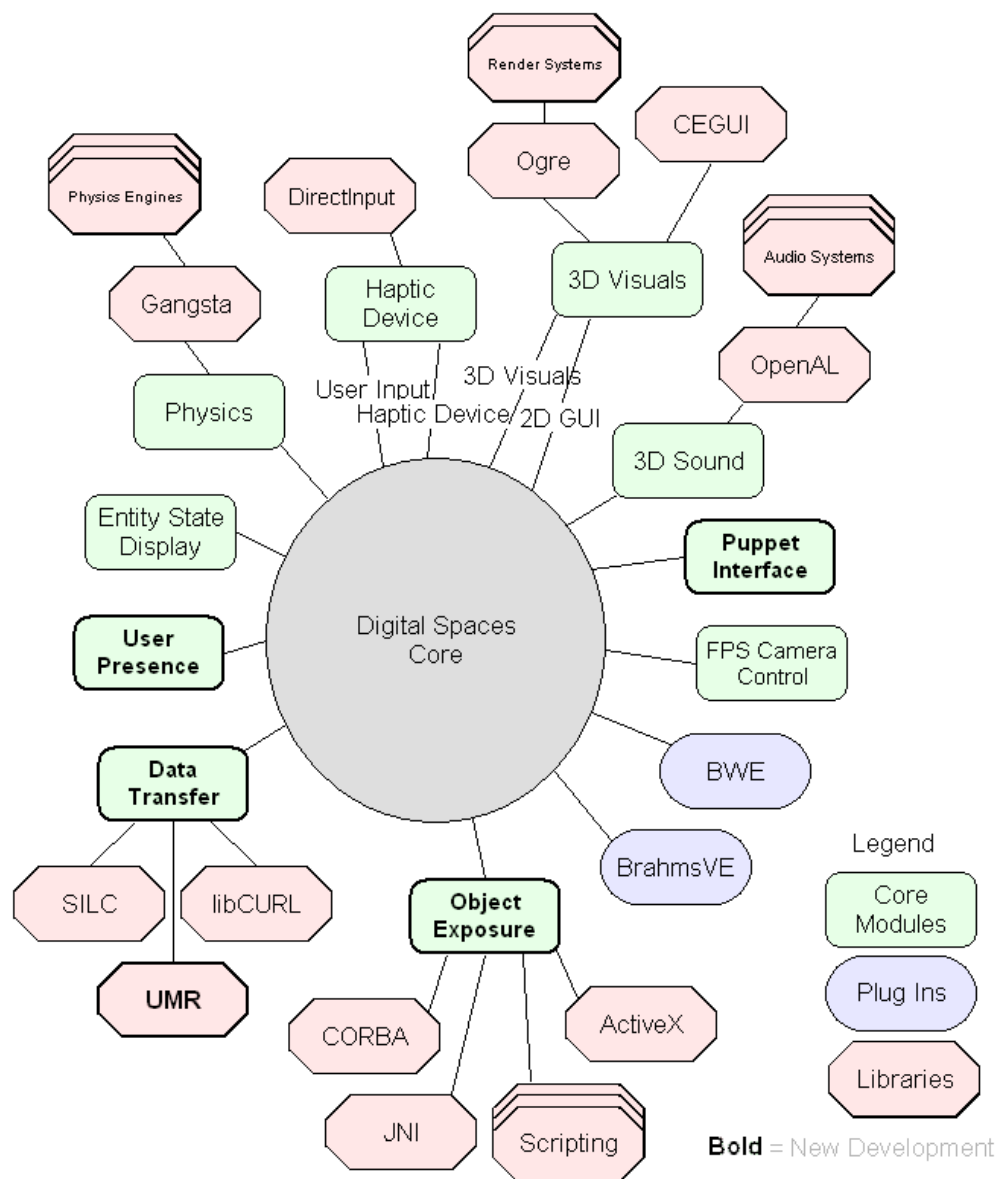 Render Systems
CEGUI
Ogre
Physics Engines
DirectInput
Audio Systems
3D Visuals
Haptic
Device
Gangsta
OpenAL
3D Visuals
User Input
Haptic Device
2D GUI
Physics
3D Sound
Entity State
Display
Puppet
Interface
Digital Spaces
Core
User
Presence
FPS Camera
Control
Data
Transfer
BWE
BrahmsVE
Legend
SILC
libCURL
Object
Exposure
Core
Modules
UMR
Plug Ins
CORBA
ActiveX
Libraries
JNI
Scripting
Bold = New Development